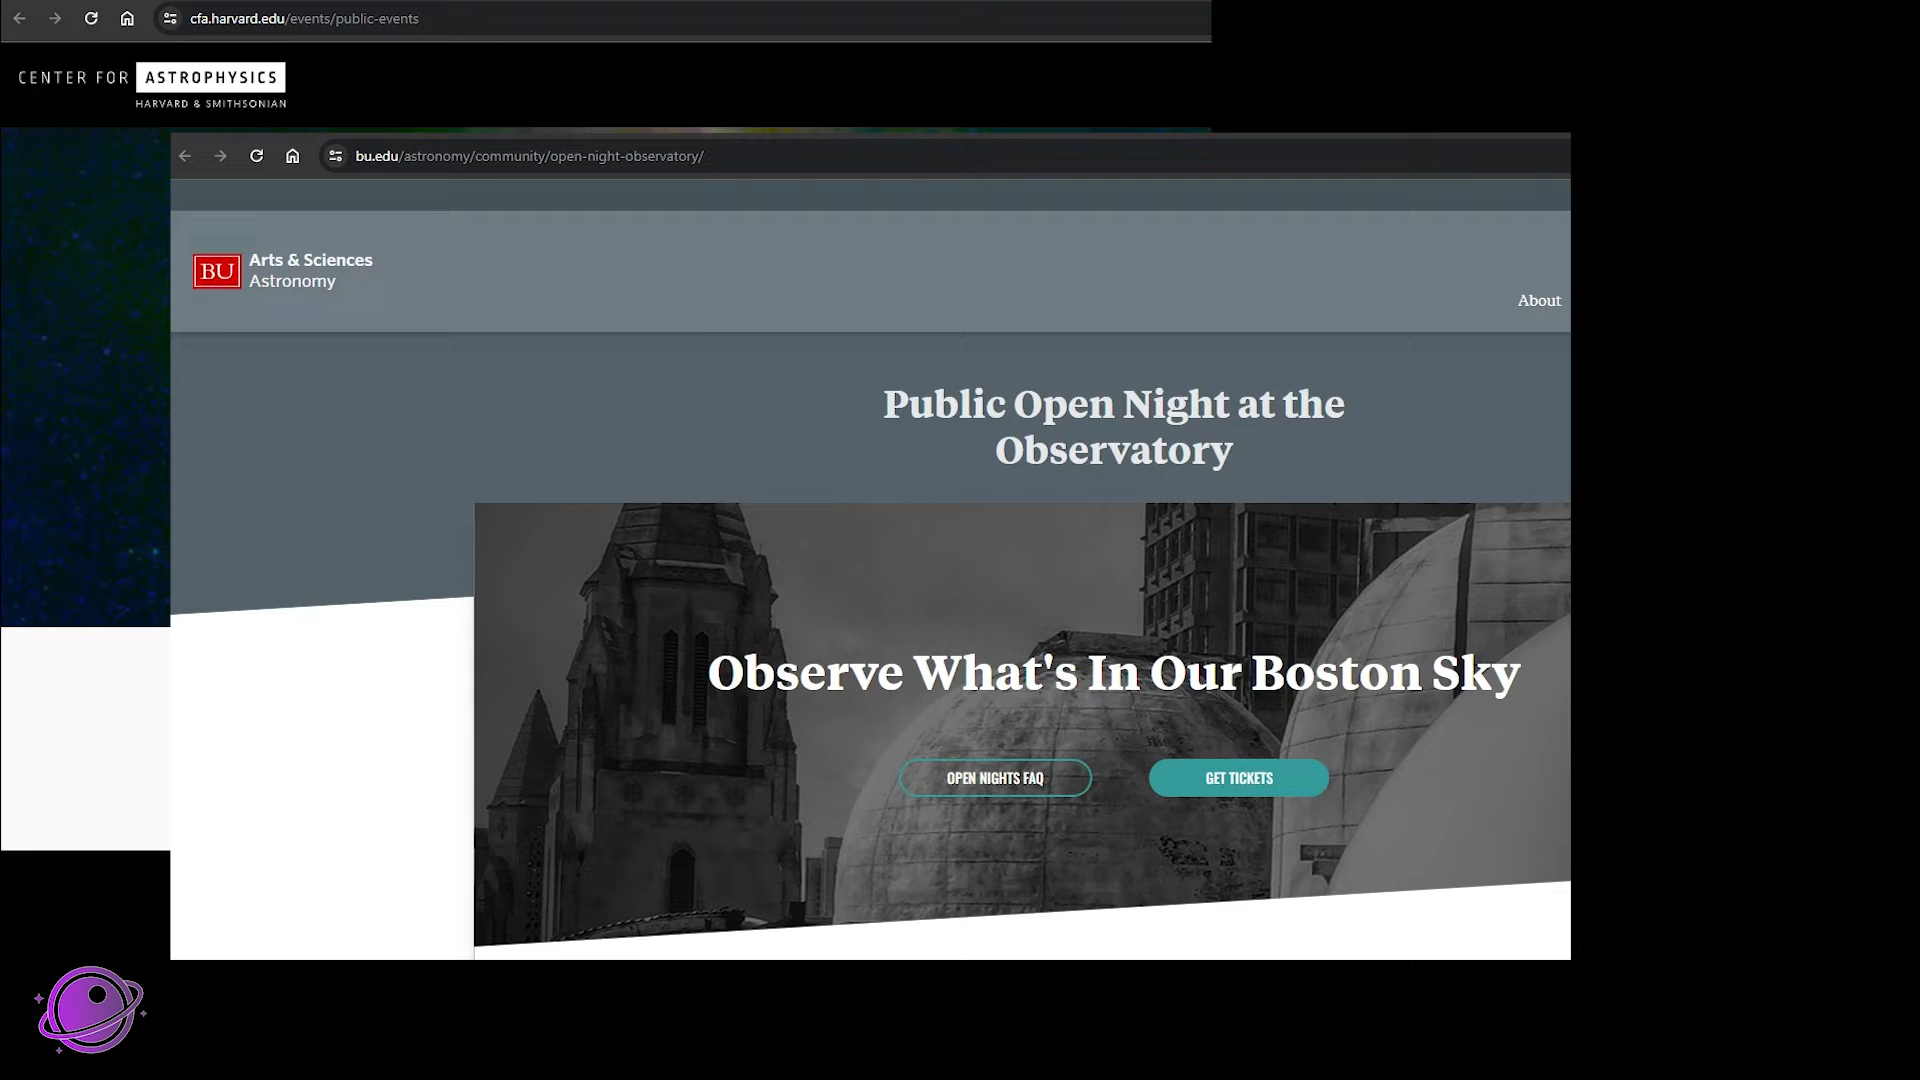 cfa.harvard.edu/events/public-events
CENTER FOR ASTROPHYSICS
HARVARD & SMITHSONIAN
bu.edu/astronomy/community/open-night-observatory/
BU Arts & Sciences
Astronomy
About
Public Open Night at the
Observatory
Observe What's In Our Boston Sky
OPEN NIGHTS FAQ
GET TICKETS